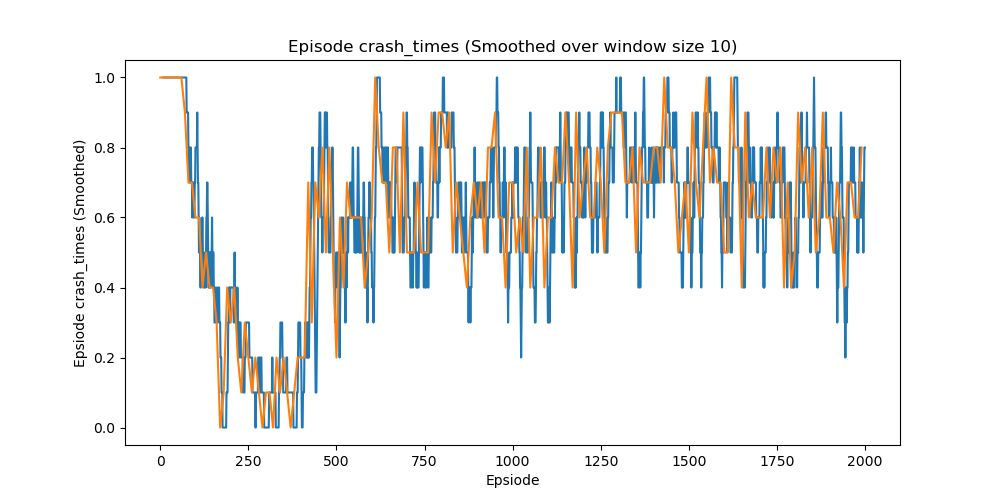 Episode crash_times (Smoothed over window size 10)
Epsiode crash_times (Smoothed)
1.0
0.8
0.6
0.4
0.2
0.0
0 250 500 750 1000 1250 1500 1750 2000
Epsiode